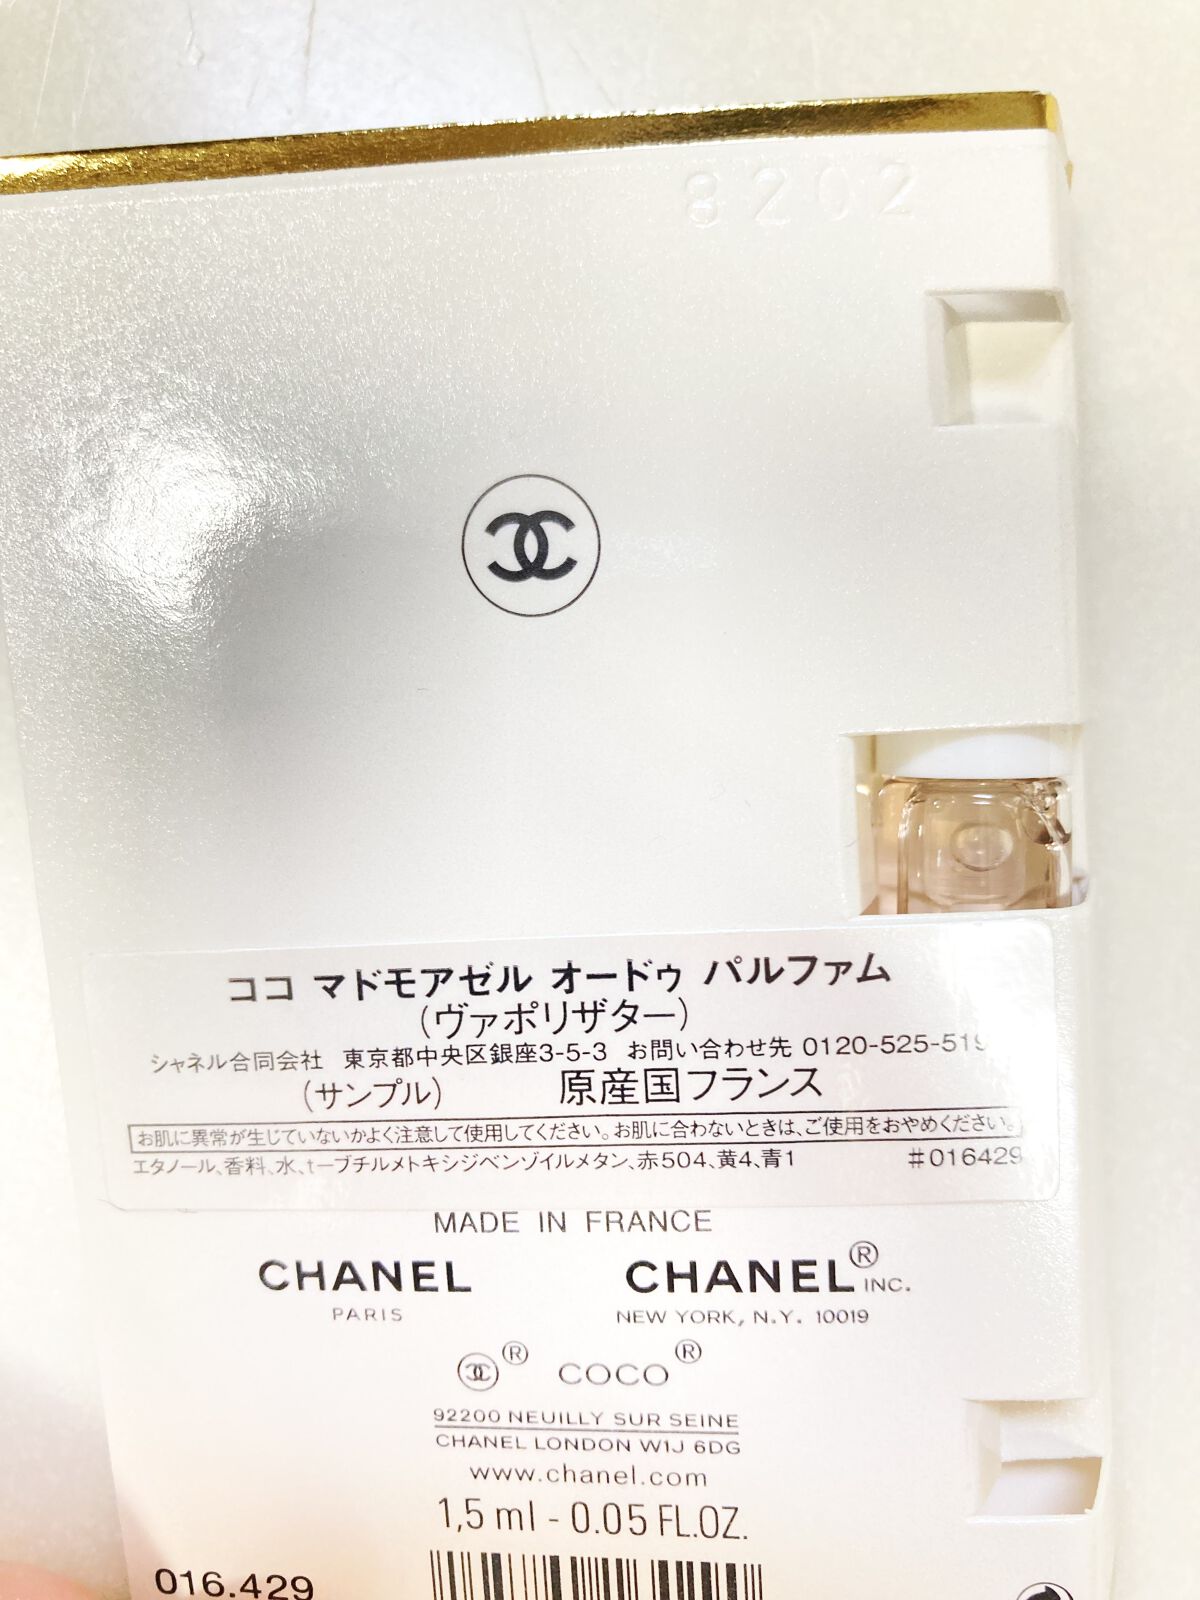 8202
ココ マドモアゼル オードゥ パルファム
(ヴァポリザター)
シャネル合同会社 東京都中央区銀座3-5-3 お問い合わせ先 0120-525-519
(サンプル) 原産国フランス
お肌に異常が生じていないかよく注意して使用してください。お肌に合わないときは、ご使用をおやめください。
エタノール、香料、水、t-ブチルメトキシジベンゾイルメタン、赤504、黄4、青1 #016429
MADE IN FRANCE
CHANEL CHANEL® INC.
PARIS NEW YORK, N.Y. 10019
® COCO®
92200 NEUILLY SUR SEINE
CHANEL LONDON W1J 6DG
www.chanel.com
1,5 ml - 0.05 FL.OZ.
016.429